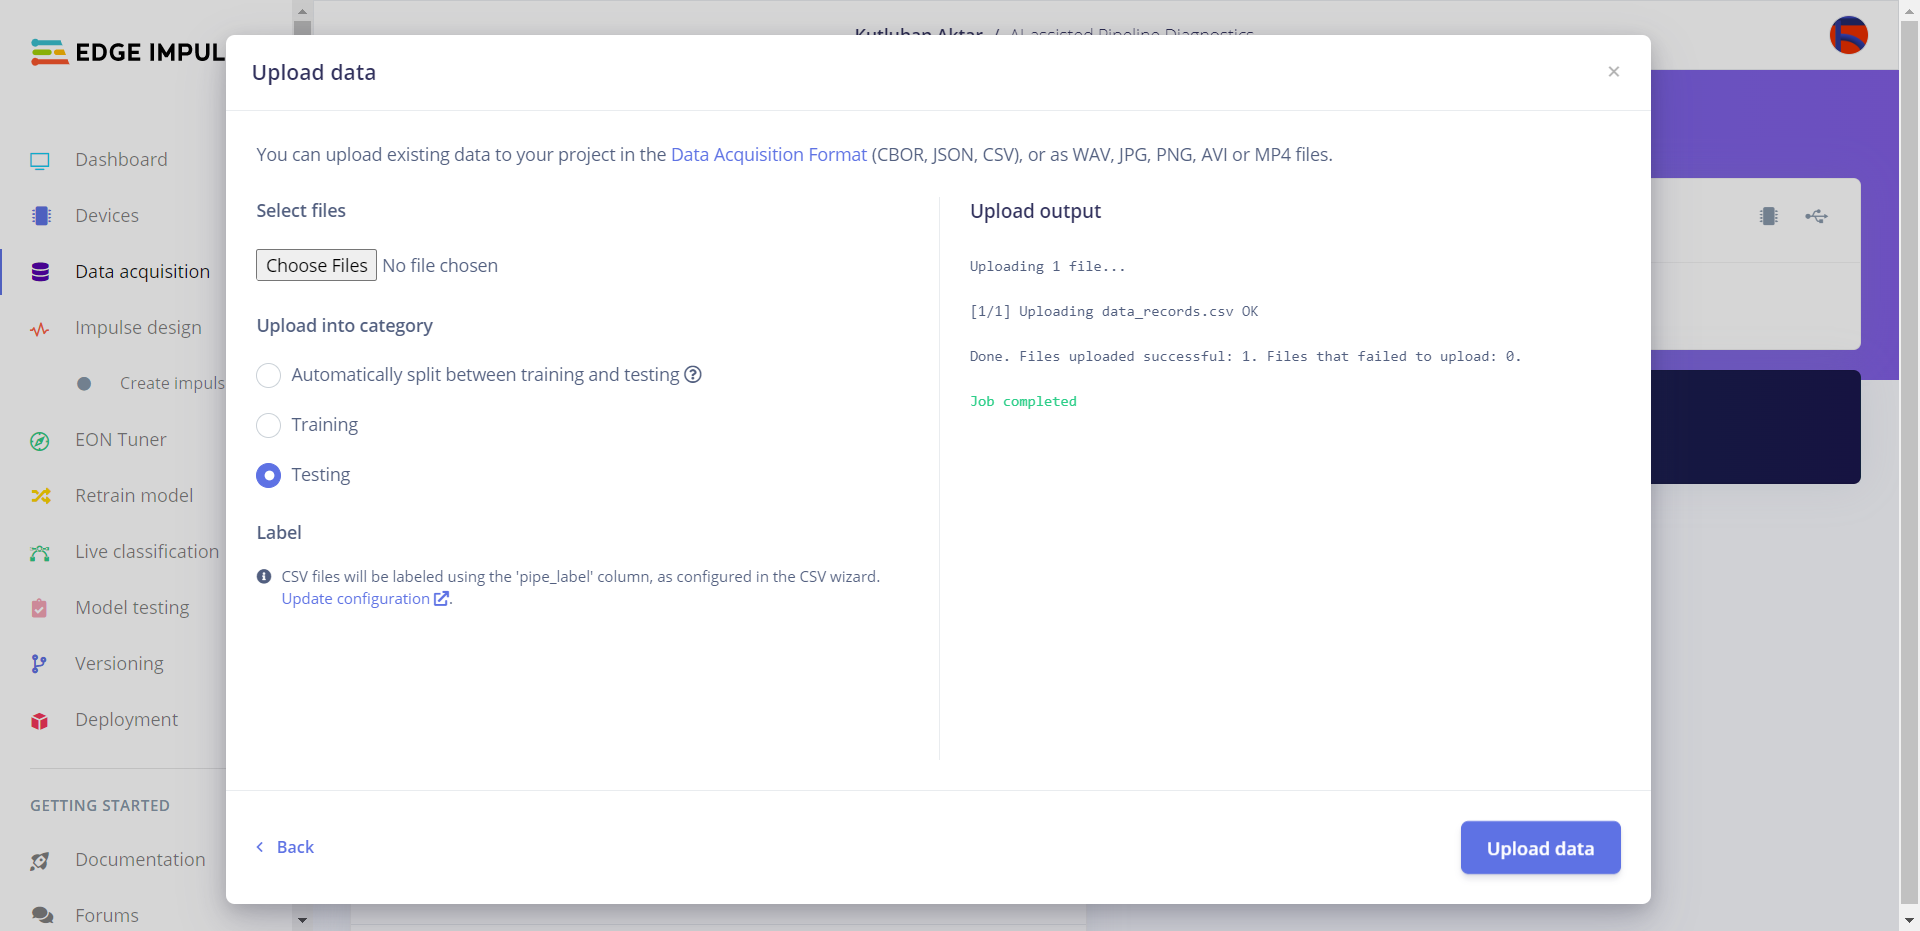 EDGE IMPUL
Kutluhan Aktar / AI-assisted Pipeline Diagnostics
Dashboard
Devices
Data acquisition
Impulse design
Create impuls
EON Tuner
Retrain model
Live classification
Model testing
Versioning
Deployment
GETTING STARTED
Documentation
Forums
Upload data
×
You can upload existing data to your project in the Data Acquisition Format (CBOR, JSON, CSV), or as WAV, JPG, PNG, AVI or MP4 files.
Select files
Choose Files No file chosen
Upload into category
Automatically split between training and testing ?
Training
Testing
Label
CSV files will be labeled using the 'pipe_label' column, as configured in the CSV wizard.
Update configuration .
Upload output
Uploading 1 file...
[1/1] Uploading data_records.csv OK
Done. Files uploaded successful: 1. Files that failed to upload: 0.
Job completed
Back
Upload data